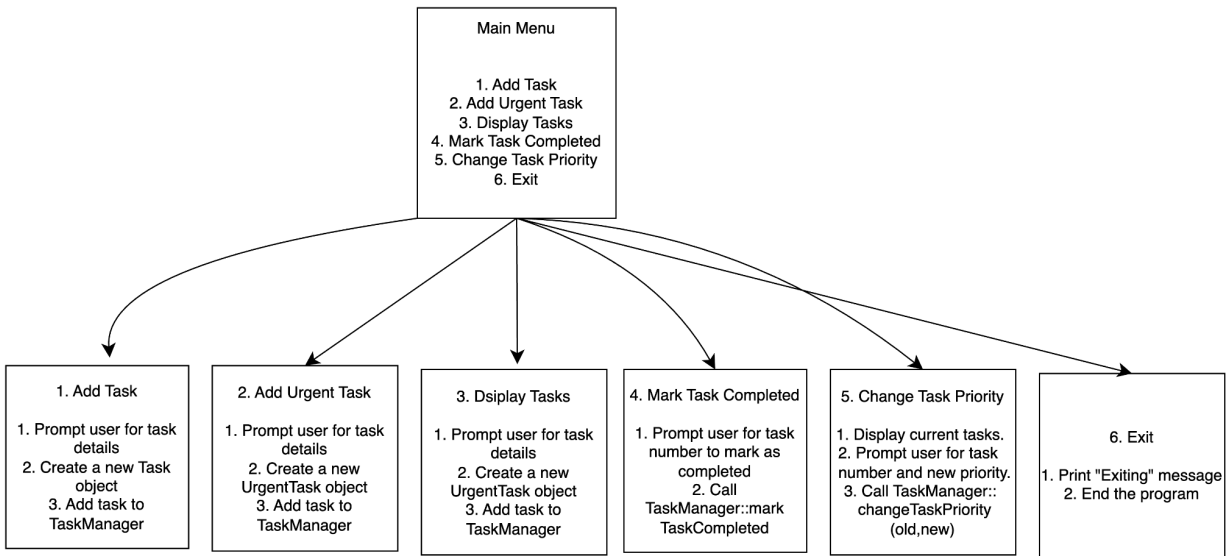 Main Menu
1. Add Task
2. Add Urgent Task
3. Display Tasks
4. Mark Task Completed
5. Change Task Priority
6. Exit
1. Add Task
1. Prompt user for task
details
2. Create a new Task
object
3. Add task to
TaskManager
2. Add Urgent Task
1. Prompt user for task
details
2. Create a new
UrgentTask object
3. Add task to
TaskManager
3. Dsiplay Tasks
1. Prompt user for task
details
2. Create a new
UrgentTask object
3. Add task to
TaskManager
4. Mark Task Completed
1. Prompt user for task
number to mark as
completed
2. Call
TaskManager::mark
TaskCompleted
5. Change Task Priority
1. Display current tasks.
2. Prompt user for task
number and new priority.
3. Call TaskManager::
changeTaskPriority
(old,new)
6. Exit
1. Print "Exiting" message
2. End the program